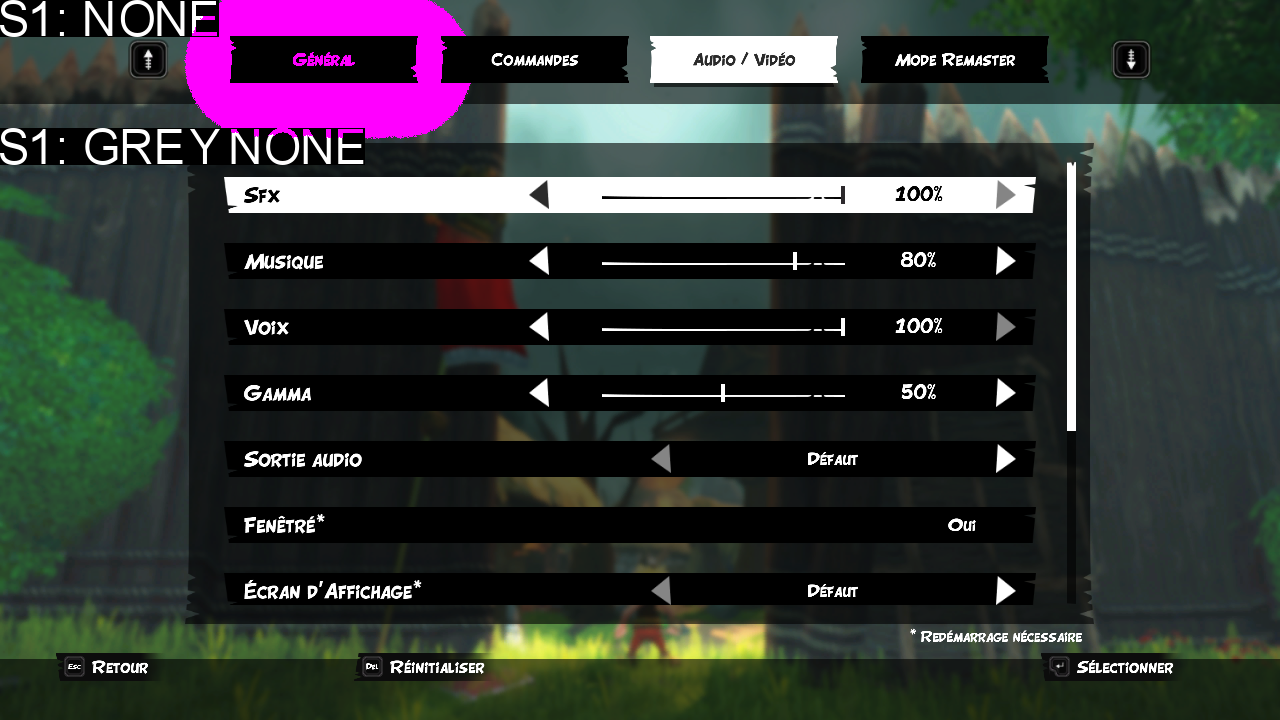 S1: NONE
Général
Commandes
Audio / Vidéo
Mode Remaster
S1: GREY NONE
Sfx 100%
Musique 80%
Voix 100%
Gamma 50%
Sortie audio Défaut
Fenêtré* Oui
Écran d'Affichage* Défaut
* Redémarrage nécessaire
Esc Retour
Del Réinitialiser
Sélectionner